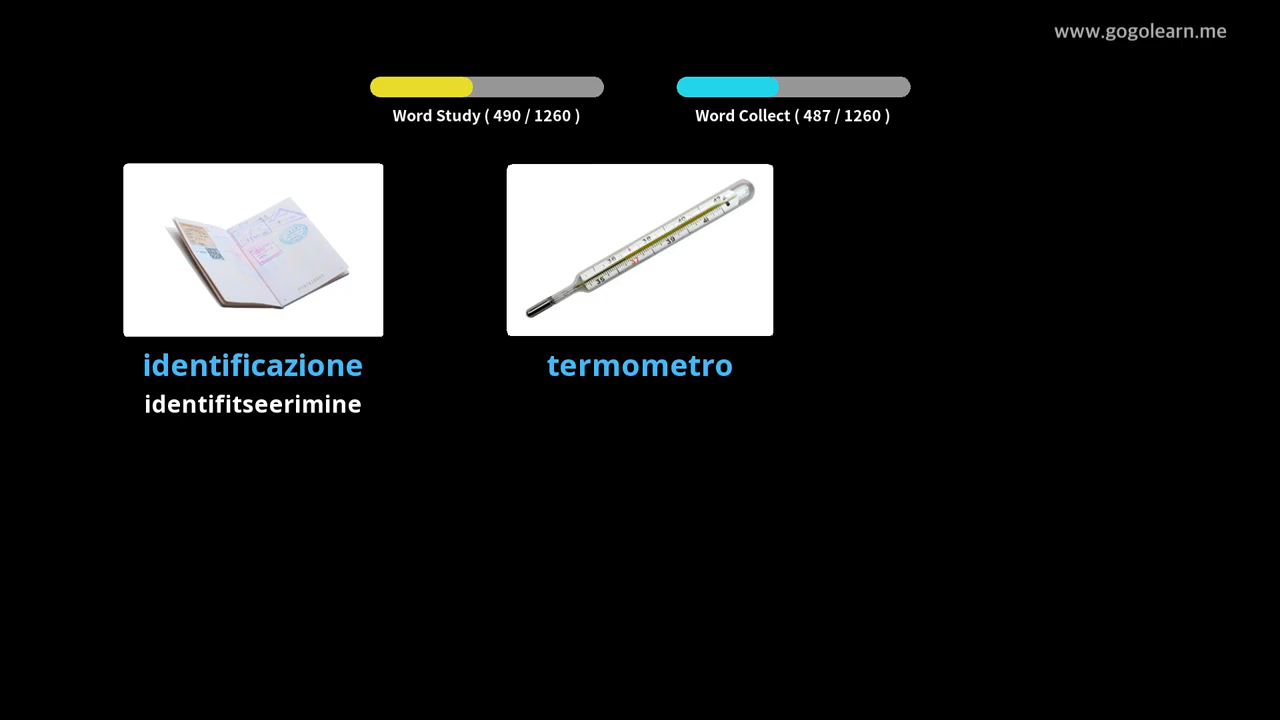 www.gogolearn.me
Word Study ( 490 / 1260 )
Word Collect ( 487 / 1260 )
identificazione
identifitseerimine
termometro